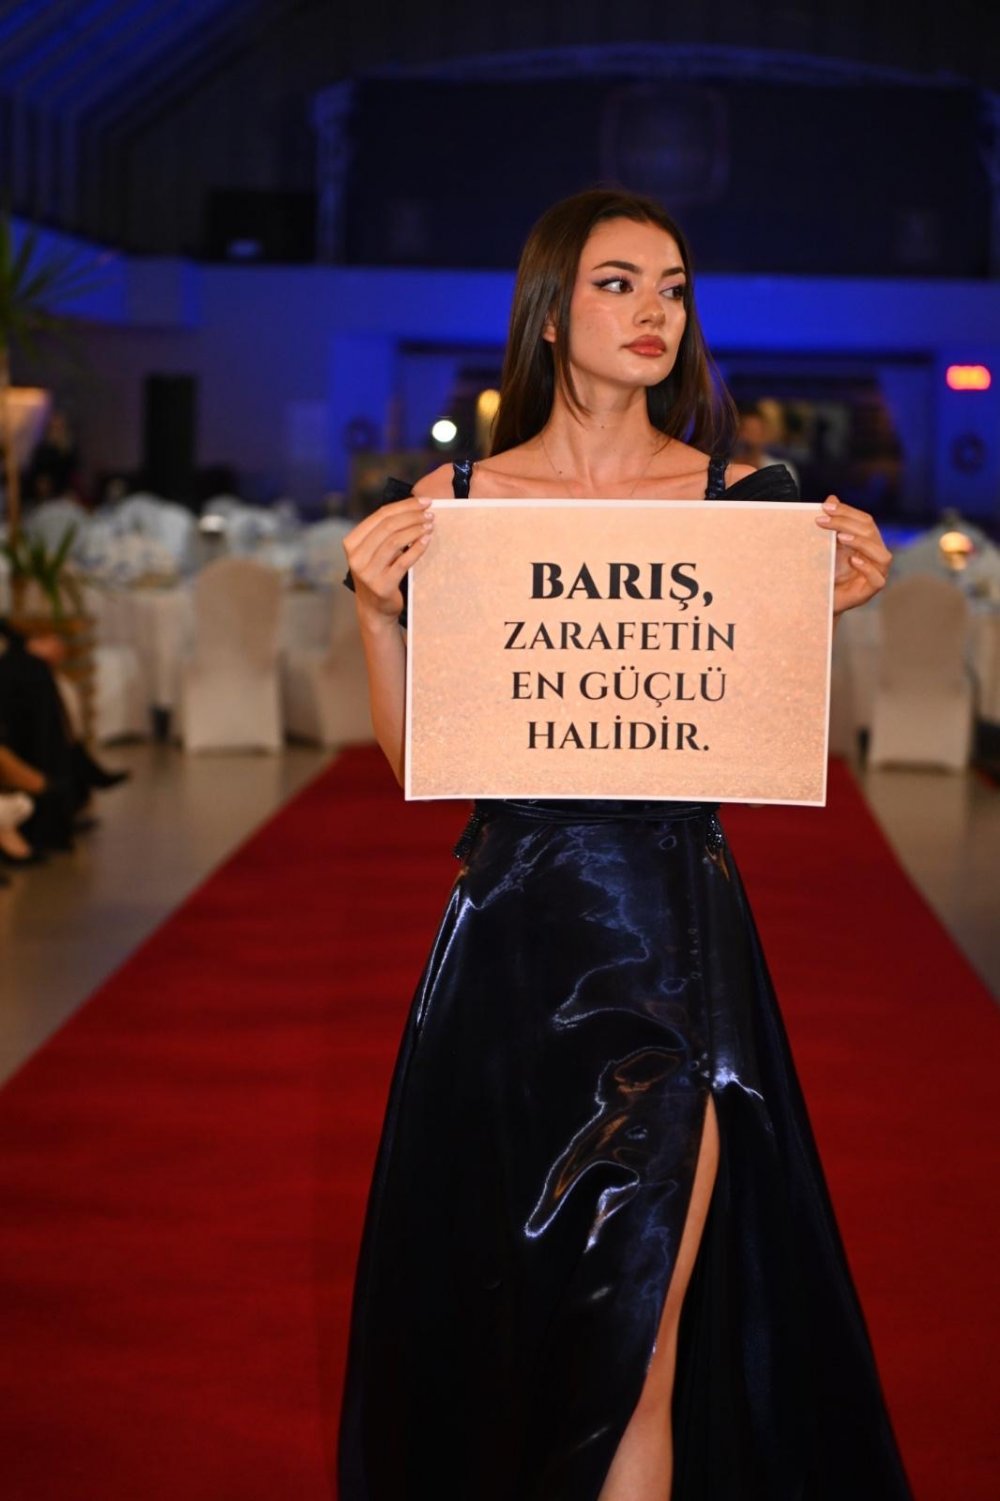 BARIŞ,
ZARAFETİN
EN GÜÇLÜ
HALİDİR.